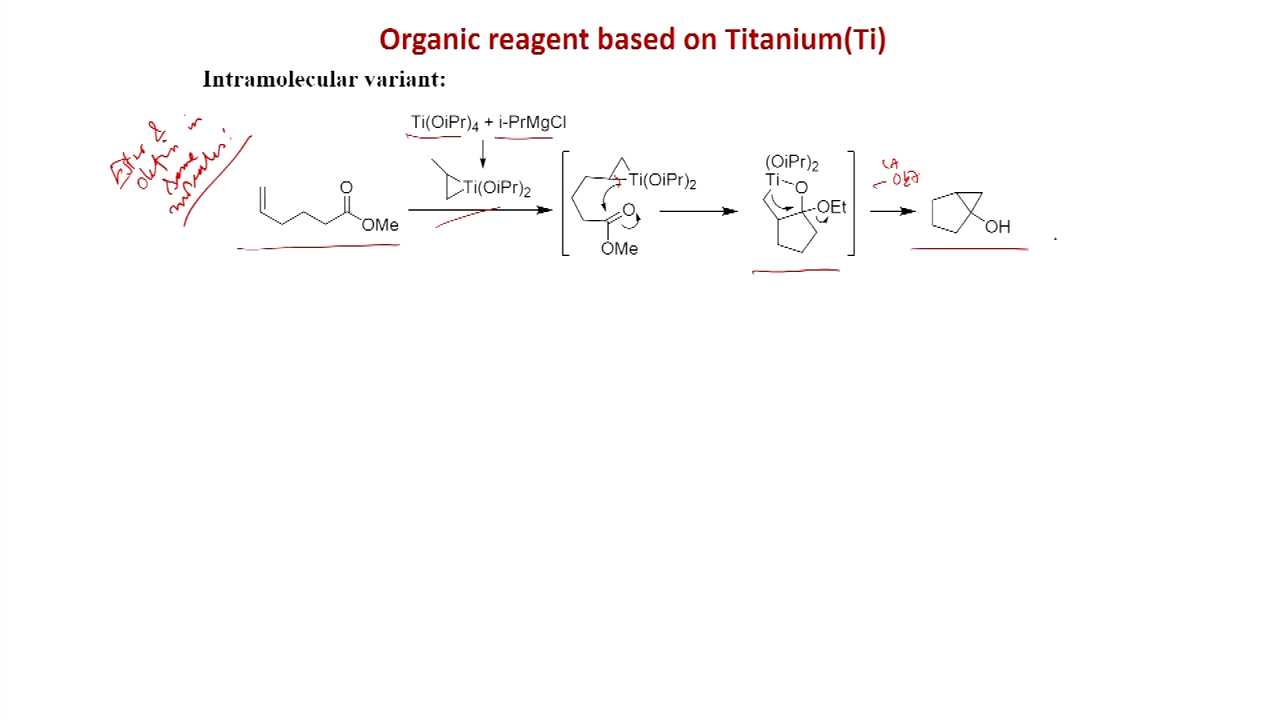 Organic reagent based on Titanium(Ti)
Intramolecular variant:
Ester & olefin in same
Ti(OiPr)4 + i-PrMgCl
Ti(OiPr)2
O
OMe
Ti(OiPr)2
O
OMe
(OiPr)2
Ti
O
OEt
OH